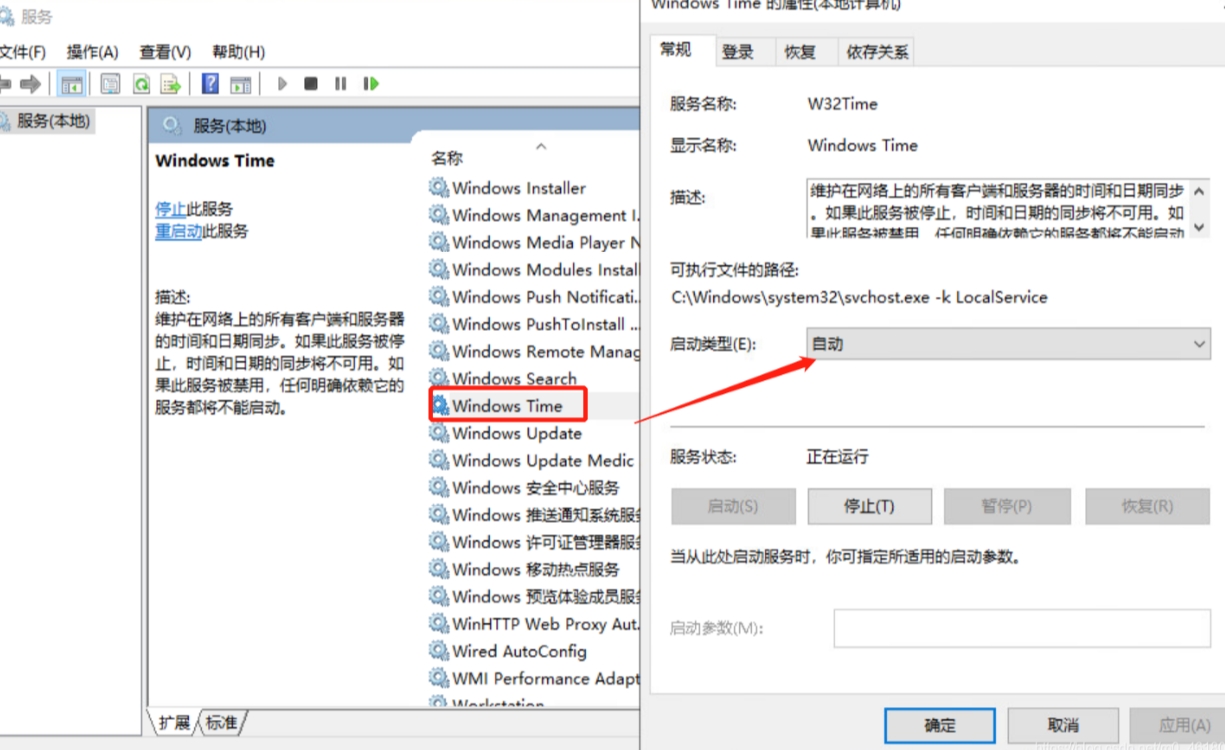 服务
文件(F) 操作(A) 查看(V) 帮助(H)
服务(本地)
服务(本地)
Windows Time
停止此服务
重启动此服务
描述:
维护在网络上的所有客户端和服务器
的时间和日期同步。如果此服务被停
止，时间和日期的同步将不可用。如
果此服务被禁用，任何明确依赖它的
服务都将不能启动。
名称
Windows Installer
Windows Management I.
Windows Media Player N
Windows Modules Install
Windows Push Notificati..
Windows PushToInstall ...
Windows Remote Manag
Windows Search
Windows Time
Windows Update
Windows Update Medic
Windows 安全中心服务
Windows 推送通知系统服务
Windows 许可证管理器服务
Windows 移动热点服务
Windows 预览体验成员服务
WinHTTP Web Proxy Aut.
Wired AutoConfig
WMI Performance Adapt
Workstation
扩展 标准
Windows Time 的属性(本地计算机)
常规 登录 恢复 依存关系
服务名称: W32Time
显示名称: Windows Time
描述:
维护在网络上的所有客户端和服务器的时间和日期同步
。如果此服务被停止，时间和日期的同步将不可用。如
果此服务被禁用，任何明确依赖它的服务都将不能启动
可执行文件的路径:
C:\Windows\system32\svchost.exe -k LocalService
启动类型(E): 自动
服务状态: 正在运行
启动(S) 停止(T) 暂停(P) 恢复(R)
当从此处启动服务时，你可指定所适用的启动参数。
启动参数(M):
确定 取消 应用(A)